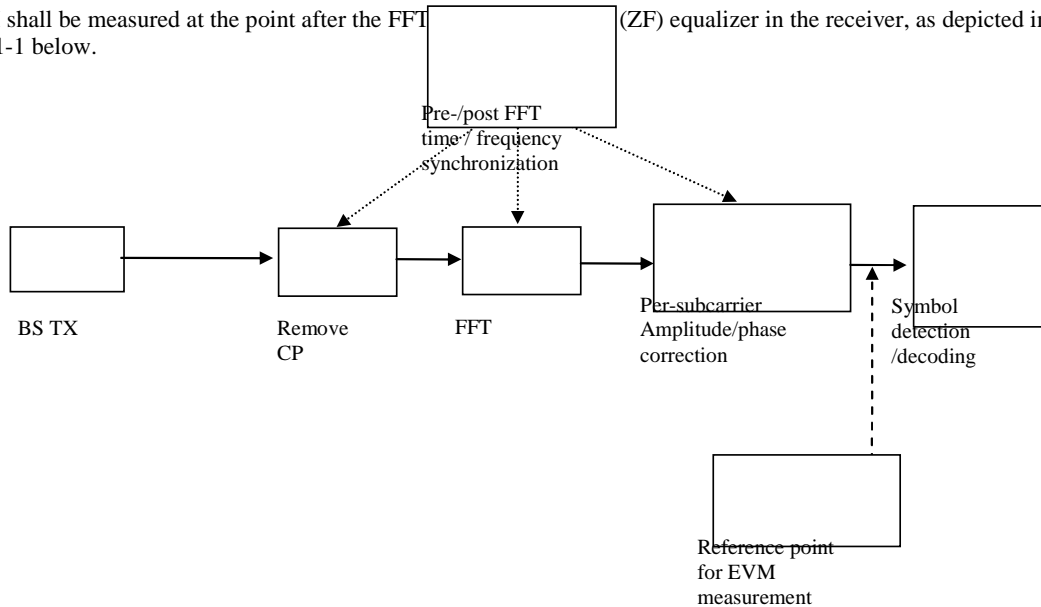 shall be measured at the point after the FFT (ZF) equalizer in the receiver, as depicted in
1-1 below.
Pre-/post FFT
time / frequency
synchronization
BS TX
Remove
CP
FFT
Per-subcarrier
Amplitude/phase
correction
Symbol
detection
/decoding
Reference point
for EVM
measurement